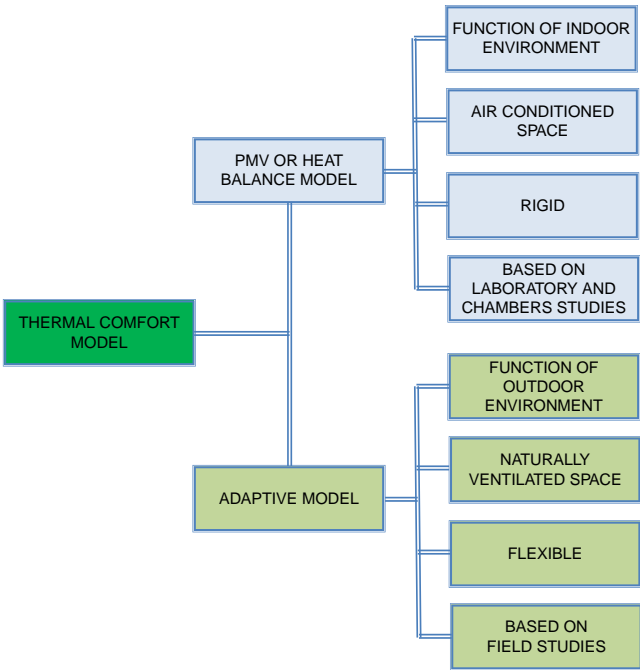 FUNCTION OF INDOOR
ENVIRONMENT
AIR CONDITIONED
SPACE
PMV OR HEAT
BALANCE MODEL
RIGID
BASED ON
LABORATORY AND
CHAMBERS STUDIES
THERMAL COMFORT
MODEL
FUNCTION OF
OUTDOOR
ENVIRONMENT
NATURALLY
VENTILATED SPACE
ADAPTIVE MODEL
FLEXIBLE
BASED ON
FIELD STUDIES